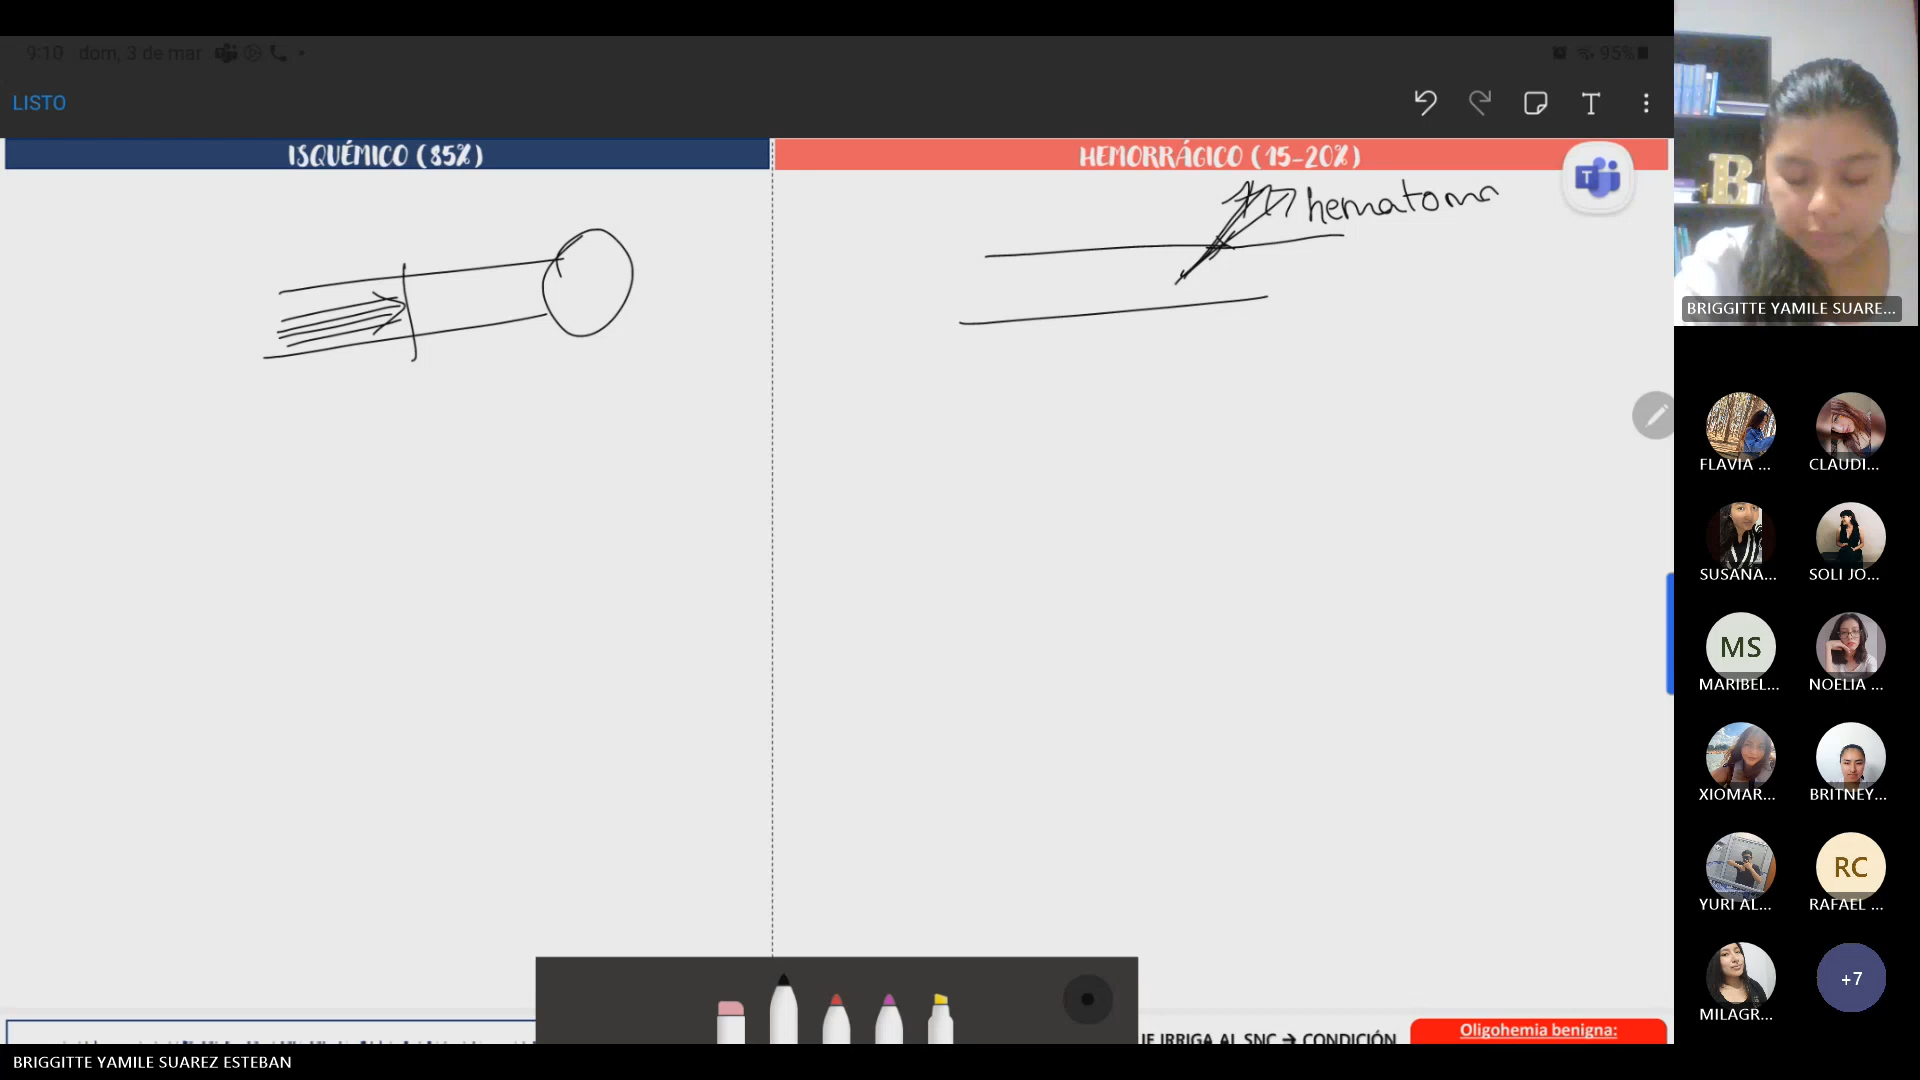 9:10 dom, 3 de mar
95%
LISTO
T
ISQUÉMICO (85%)
HEMORRÁGICO (15-20%)
hematoma
T
B
BRIGGITTE YAMILE SUARE...
FLAVIA ...
CLAUDI...
SUSANA...
SOLI JO...
MS
MARIBEL...
NOELIA ...
XIOMAR...
BRITNEY...
YURI AL...
RC
RAFAEL ...
MILAGR...
+7
IRRIGA AL SNC → CONDICIÓN
Oligohemia benigna:
BRIGGITTE YAMILE SUAREZ ESTEBAN